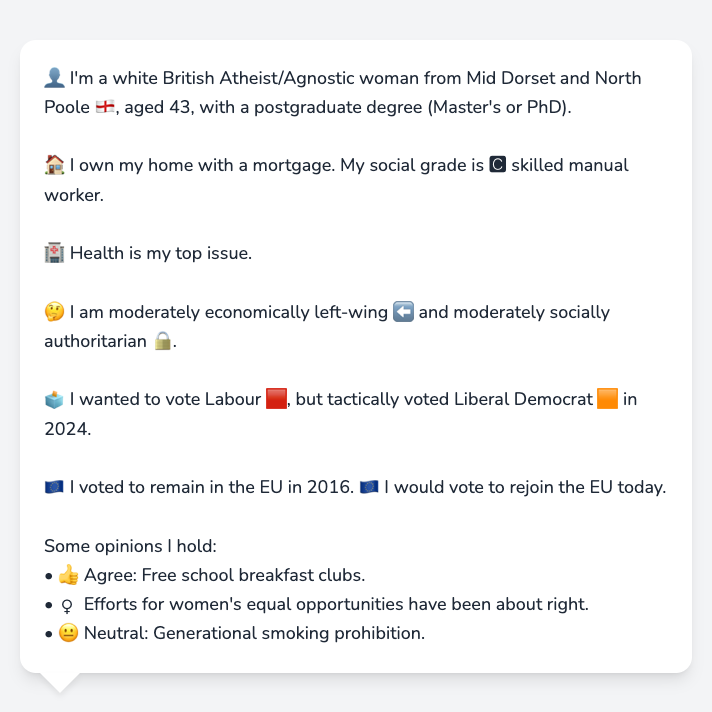 👤 I'm a white British Atheist/Agnostic woman from Mid Dorset and North
Poole 🏴󠁧󠁢󠁥󠁮󠁧󠁿, aged 43, with a postgraduate degree (Master's or PhD).
🏠 I own my home with a mortgage. My social grade is 🅲 skilled manual
worker.
🏥 Health is my top issue.
🤔 I am moderately economically left-wing ⬅️ and moderately socially
authoritarian 🔒.
🗳️ I wanted to vote Labour 🟥, but tactically voted Liberal Democrat 🟧 in
2024.
🇪🇺 I voted to remain in the EU in 2016. 🇪🇺 I would vote to rejoin the EU today.
Some opinions I hold:
• 👍 Agree: Free school breakfast clubs.
• ♀ Efforts for women's equal opportunities have been about right.
• 😐 Neutral: Generational smoking prohibition.